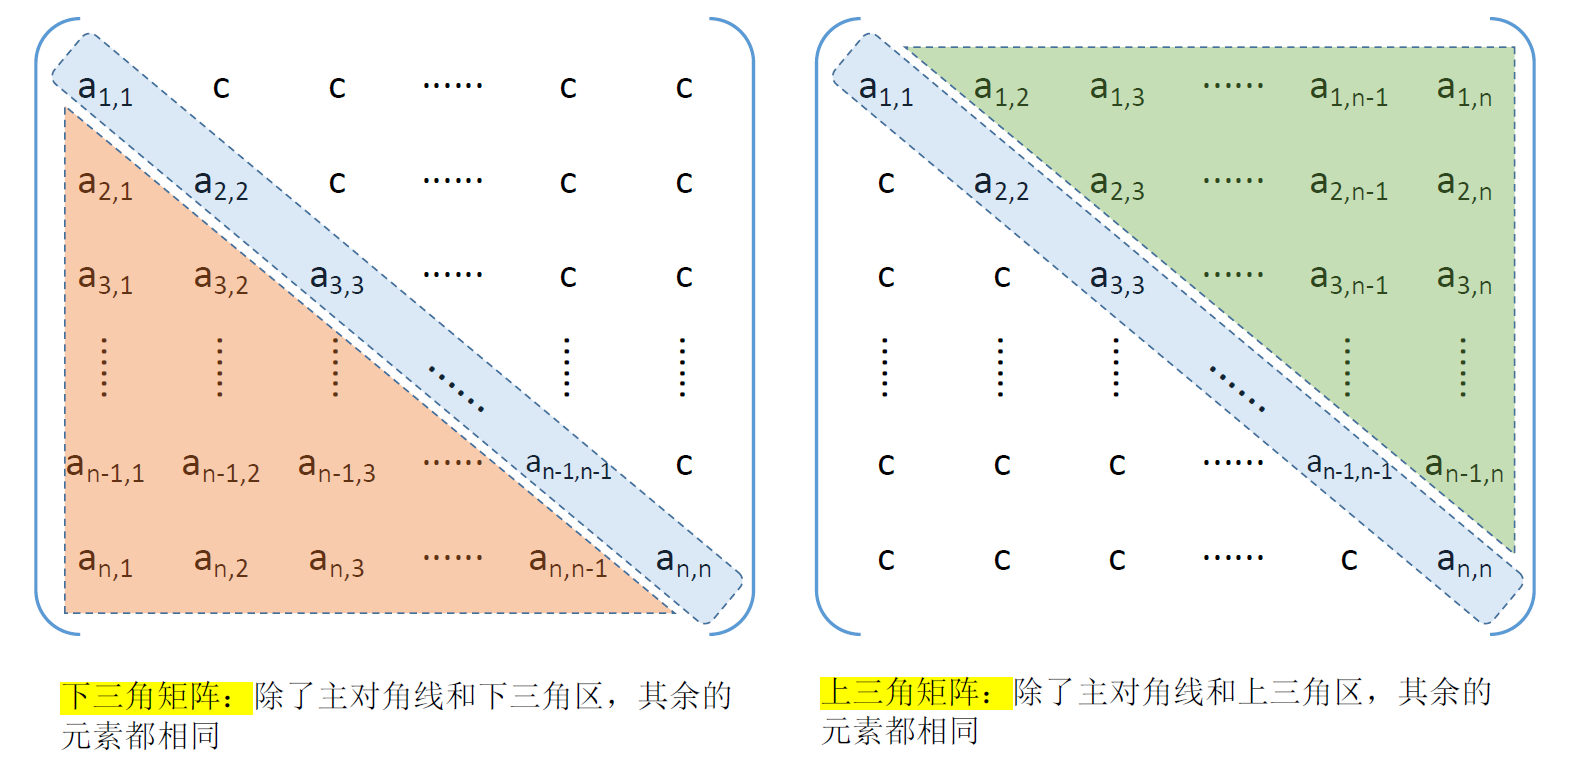 a1,1 c c ⋯⋯ c c
a2,1 a2,2 c ⋯⋯ c c
a3,1 a3,2 a3,3 ⋯⋯ c c
⋮ ⋮ ⋮ ⋱ ⋮ ⋮
an-1,1 an-1,2 an-1,3 ⋯⋯ an-1,n-1 c
an,1 an,2 an,3 ⋯⋯ an,n-1 an,n
下三角矩阵：除了主对角线和下三角区，其余的
元素都相同
a1,1 a1,2 a1,3 ⋯⋯ a1,n-1 a1,n
c a2,2 a2,3 ⋯⋯ a2,n-1 a2,n
c c a3,3 ⋯⋯ a3,n-1 a3,n
⋮ ⋮ ⋮ ⋱ ⋮ ⋮
c c c ⋯⋯ an-1,n-1 an-1,n
c c c ⋯⋯ c an,n
上三角矩阵：除了主对角线和上三角区，其余的
元素都相同